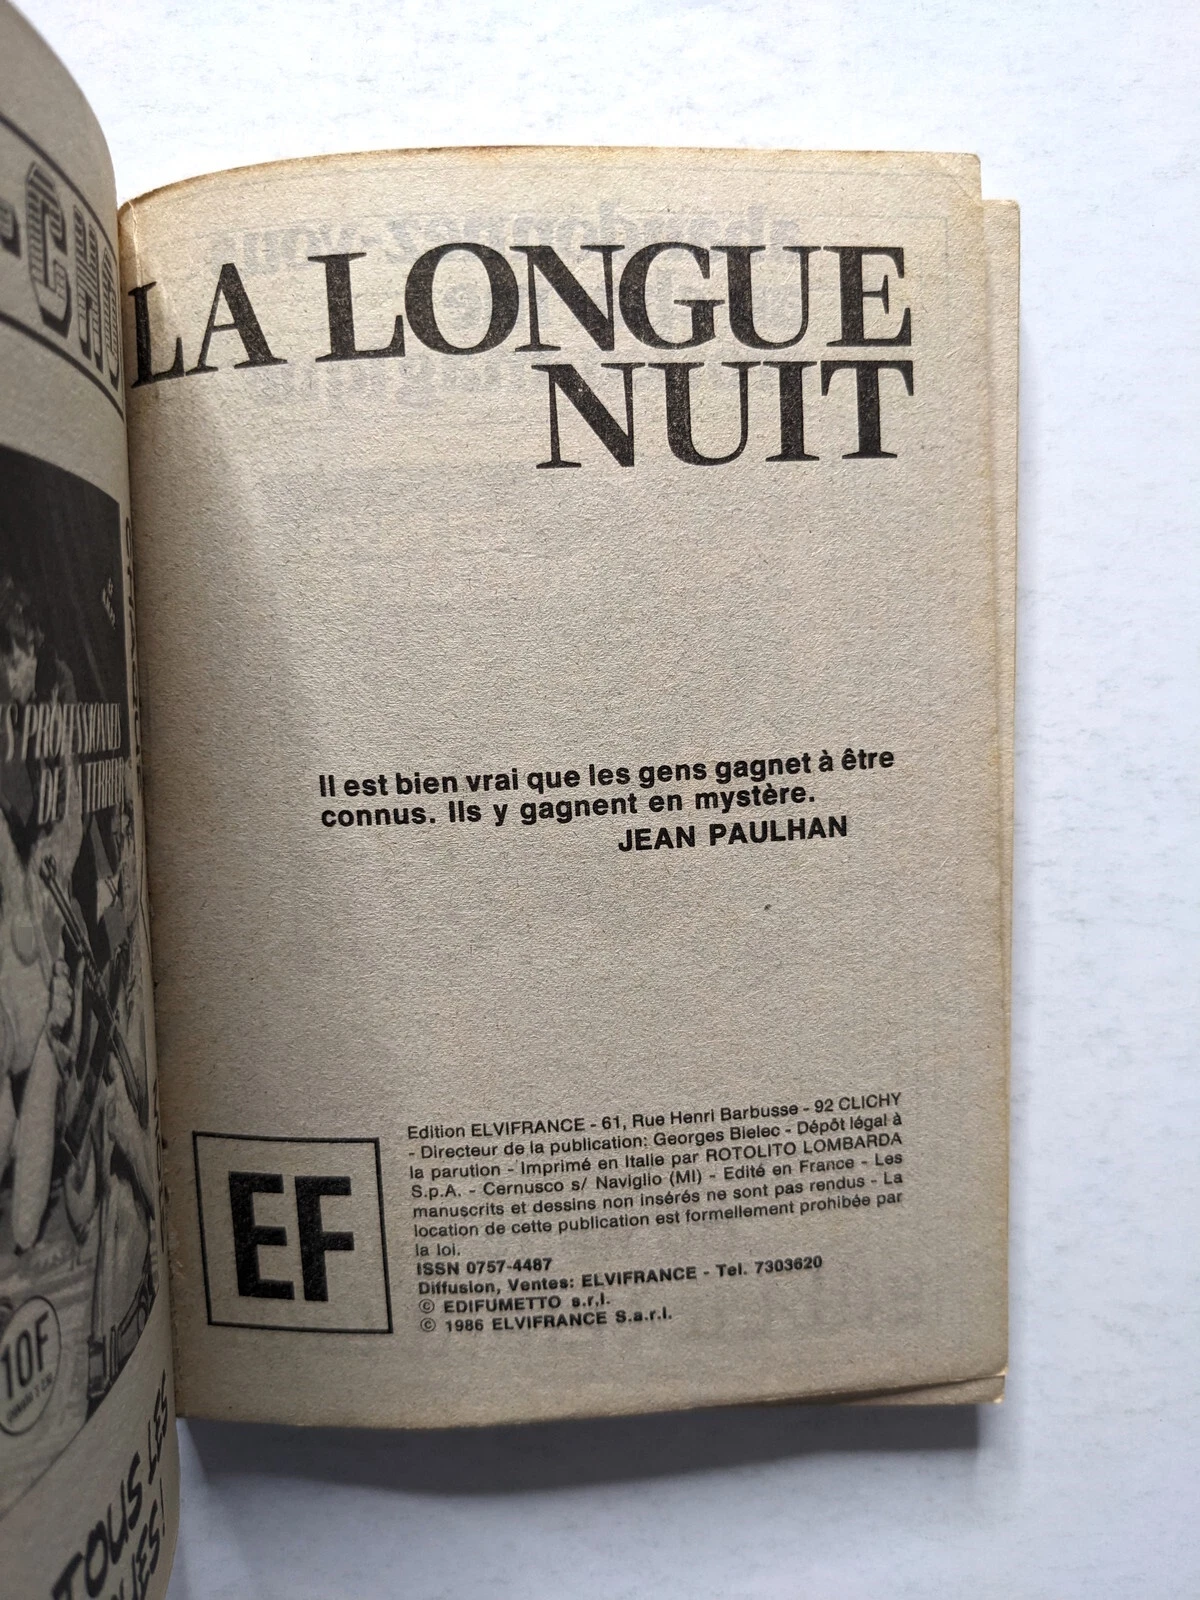 LA LONGUE
NUIT
Il est bien vrai que les gens gagnet à être
connus. Ils y gagnent en mystère.
JEAN PAULHAN
EF
Edition ELVIFRANCE - 61, Rue Henri Barbusse - 92 CLICHY
- Directeur de la publication: Georges Bielec - Dépôt légal à
la parution - Imprimé en Italie par ROTOLITO LOMBARDA
S.p.A. - Cernusco s/ Naviglio (MI) - Edité en France - Les
manuscrits et dessins non insérés ne sont pas rendus - La
location de cette publication est formellement prohibée par
la loi.
ISSN 0757-4487
Diffusion, Ventes: ELVIFRANCE - Tel. 7303620
© EDIFUMETTO s.r.l.
© 1986 ELVIFRANCE S.a.r.l.
10F
TOUS LES